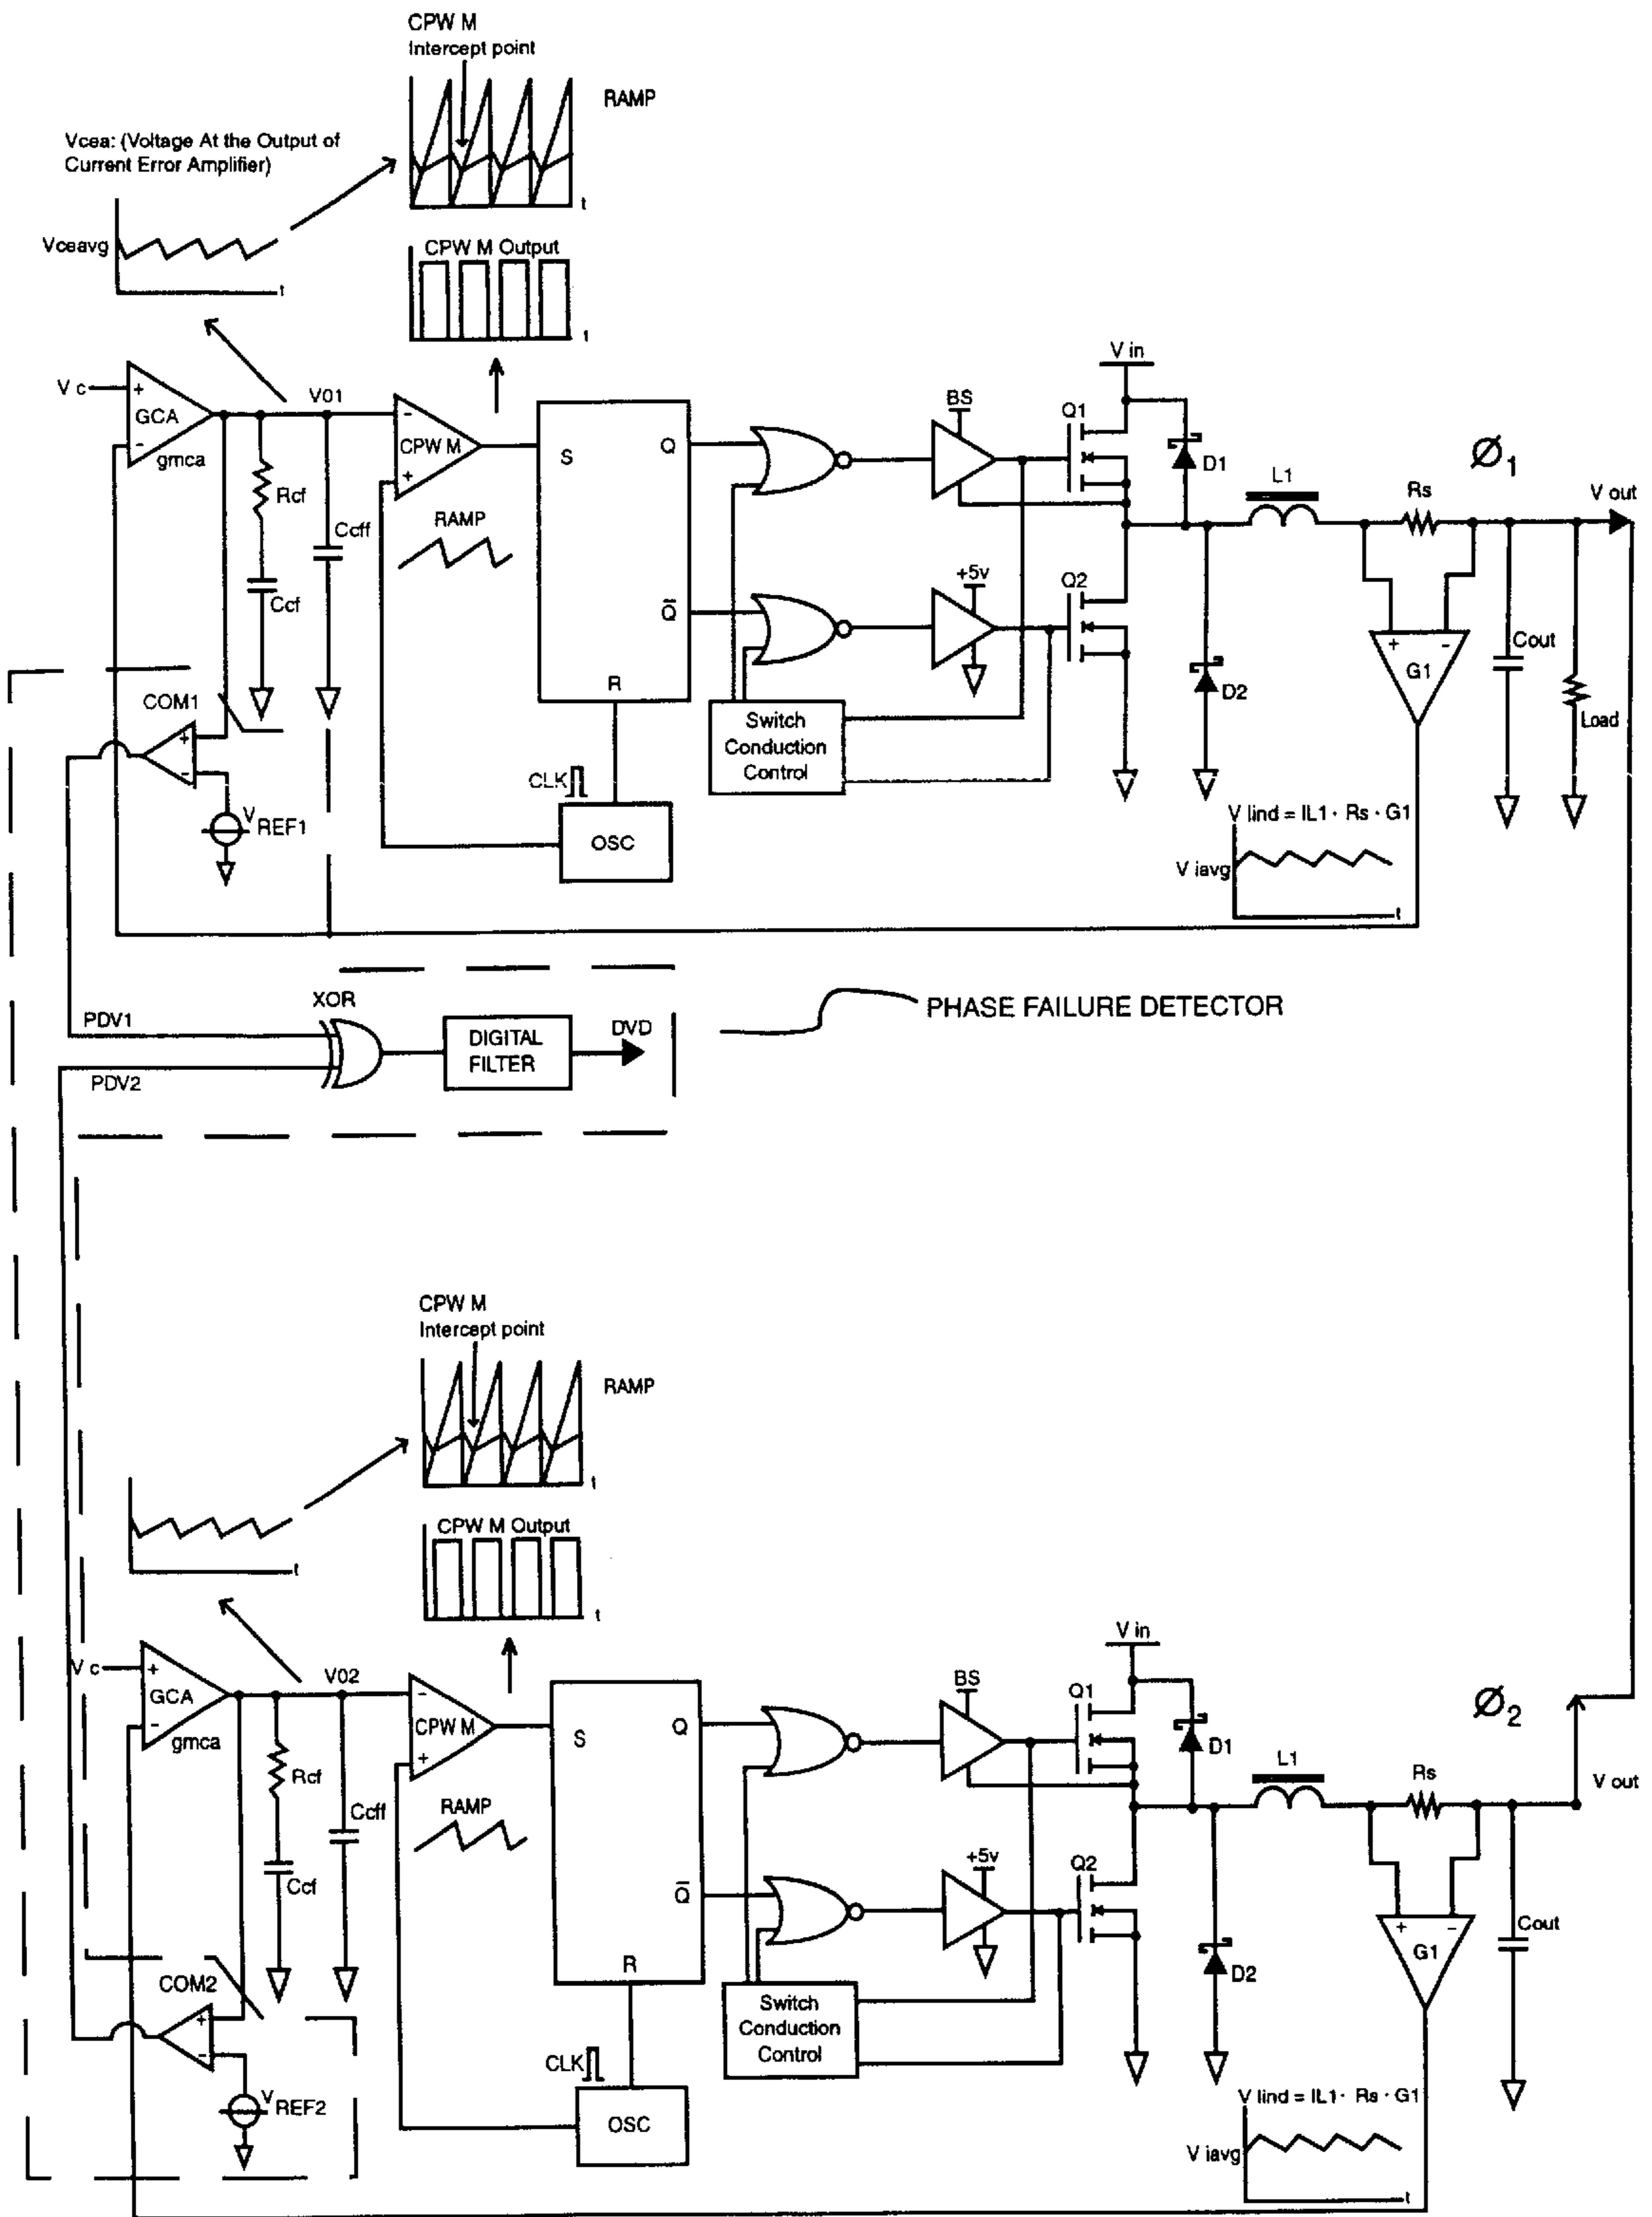 CPW M
Intercept point
RAMP
Vcea: (Voltage At the Output of
Current Error Amplifier)
t
Vceavg
t
CPW M Output
t
V in
V c
+
GCA
-
gmca
V01
-
CPW M
+
S
Q
BS
Q1
D1
L1
Rs
Ø1
V out
Rcf
Ccff
RAMP
Ccf
Q̅
+5v
Q2
D2
+ -
G1
Cout
Load
R
COM1
+
-
V REF1
Switch
Conduction
Control
CLK
OSC
V lind = IL1 · Rs · G1
V iavg
t
XOR
PDV1
PDV2
DIGITAL
FILTER
DVD
PHASE FAILURE DETECTOR
CPW M
Intercept point
RAMP
t
CPW M Output
t
t
V in
V c
+
GCA
-
gmca
V02
-
CPW M
+
S
Q
BS
Q1
D1
L1
Rs
Ø2
V out
Rcf
Ccff
RAMP
Ccf
Q̅
+5v
Q2
D2
+ -
G1
Cout
R
COM2
+
-
V REF2
Switch
Conduction
Control
CLK
OSC
V lind = IL1 · Rs · G1
V iavg
t